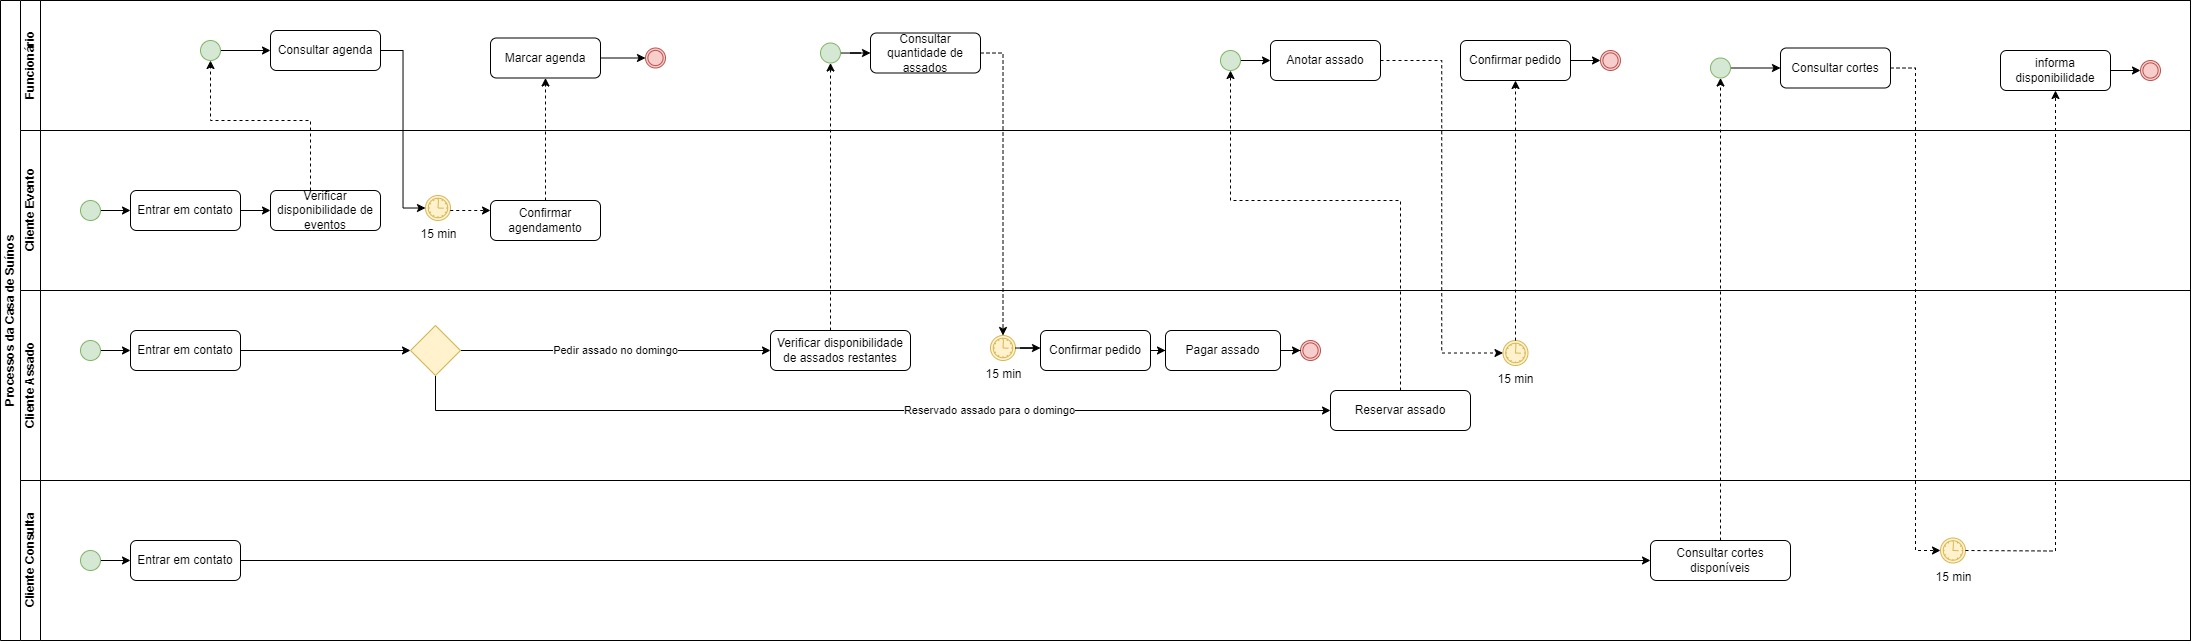 Processos da Casa de Suínos
Funcionário
Consultar agenda
Marcar agenda
Consultar
quantidade de
assados
Anotar assado
Confirmar pedido
Consultar cortes
informa
disponibilidade
Cliente Evento
Entrar em contato
Verificar
disponibilidade de
eventos
15 min
Confirmar
agendamento
Cliente Assado
Entrar em contato
Pedir assado no domingo
Verificar disponibilidade
de assados restantes
15 min
Confirmar pedido
Pagar assado
15 min
Reservado assado para o domingo
Reservar assado
Cliente Consulta
Entrar em contato
Consultar cortes
disponíveis
15 min